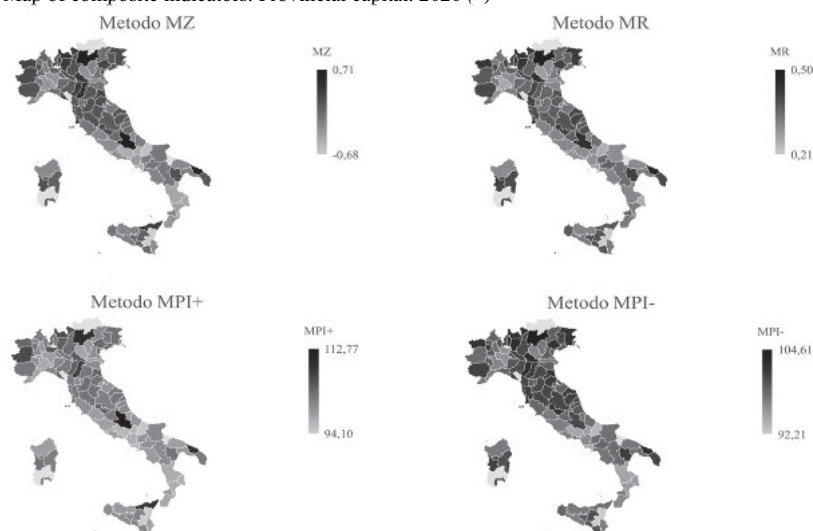 Map of composite indicators. Provincial capital. 2020 (*)
Metodo MZ
MZ
0,71
-0,68
Metodo MR
MR
0,50
0,21
Metodo MPI+
MPI+
112,77
94,10
Metodo MPI-
MPI-
104,61
92,21